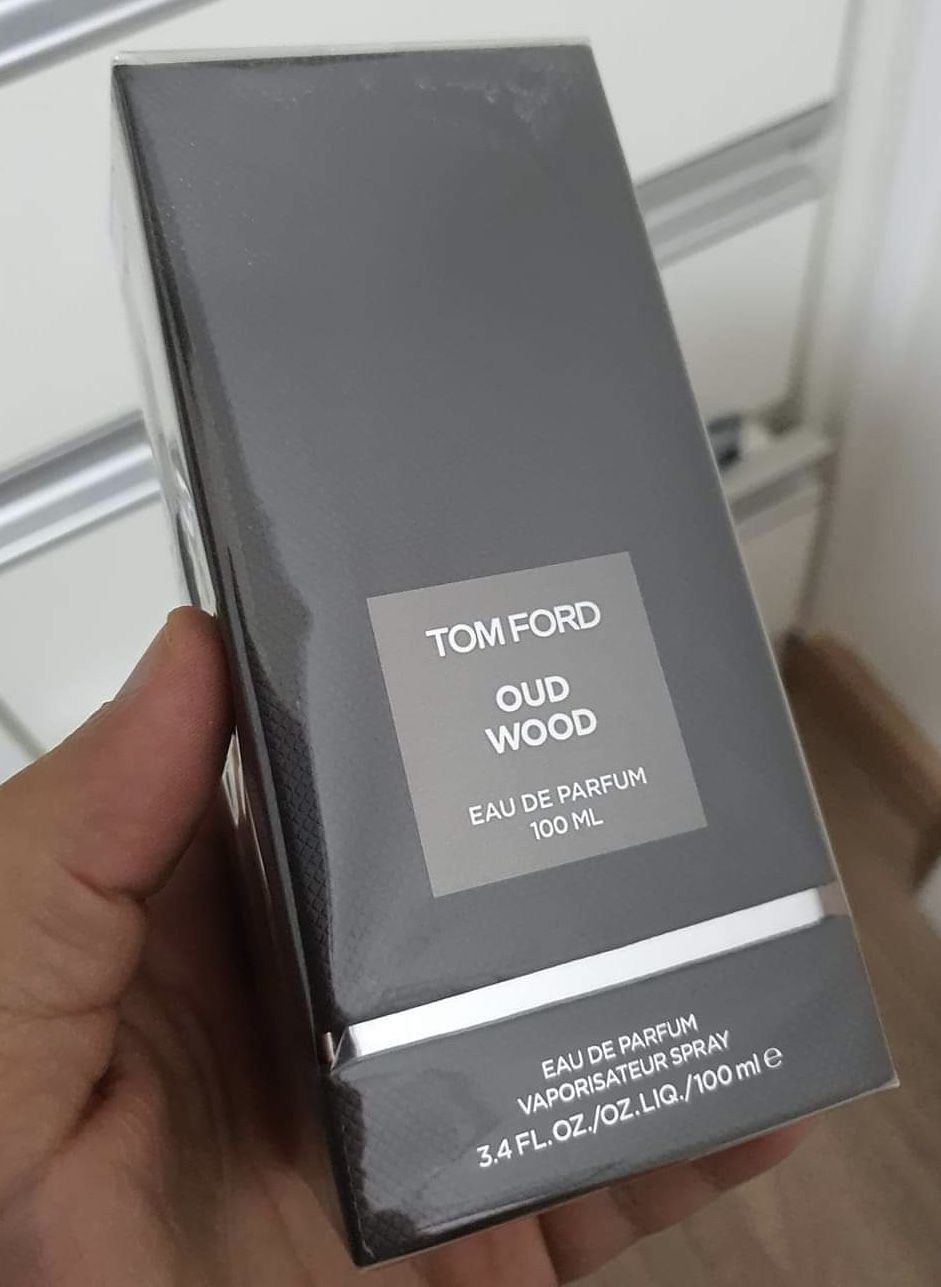 TOM FORD
OUD
WOOD
EAU DE PARFUM
100 ML
EAU DE PARFUM
VAPORISATEUR SPRAY
3.4 FL.OZ./OZ.LIQ./100 ml ℮